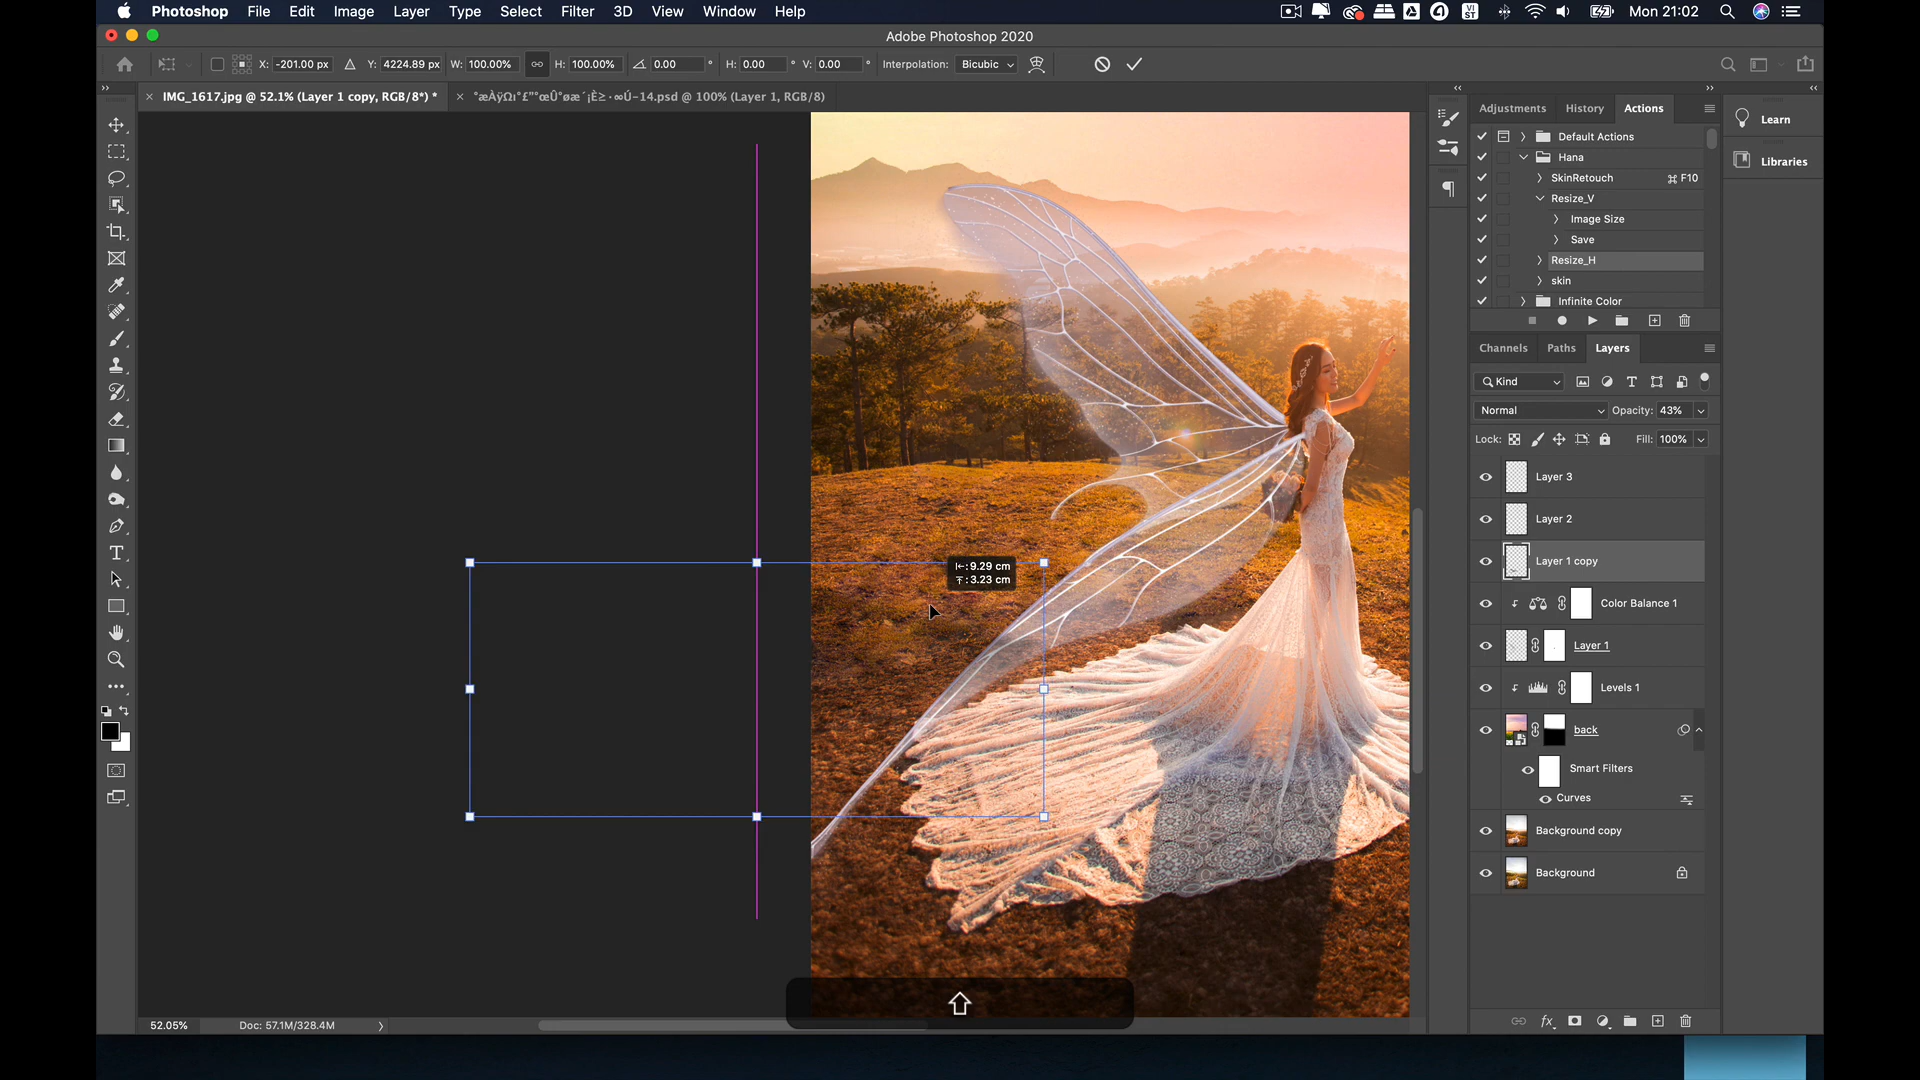 Photoshop File Edit Image Layer Type Select Filter 3D View Window Help Mon 21:02
Adobe Photoshop 2020
X: -201.00 px Y: 4224.89 px W: 100.00% H: 100.00% 0.00 ° H: 0.00 ° V: 0.00 ° Interpolation: Bicubic
IMG_1617.jpg @ 52.1% (Layer 1 copy, RGB/8*) *
@ 100% (Layer 1, RGB/8)
Adjustments History Actions
Default Actions
Hana
SkinRetouch ⌘ F10
Resize_V
Image Size
Save
Resize_H
skin
Infinite Color
Learn
Libraries
Channels Paths Layers
Kind
Normal Opacity: 43%
Lock: Fill: 100%
Layer 3
Layer 2
Layer 1 copy
Color Balance 1
Layer 1
Levels 1
back
Smart Filters
Curves
Background copy
Background
: 9.29 cm
: 3.23 cm
52.05% Doc: 57.1M/328.4M